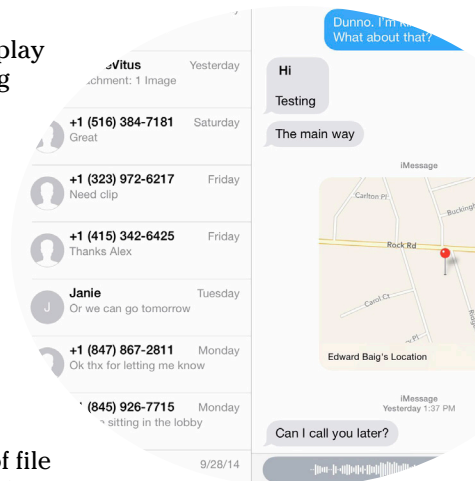 play
g
Yesterday
chment: 1 Image
+1 (516) 384-7181 Saturday
Great
+1 (323) 972-6217 Friday
Need clip
+1 (415) 342-6425 Friday
Thanks Alex
J
Janie Tuesday
Or we can go tomorrow
+1 (847) 867-2811 Monday
Ok thx for letting me know
(845) 926-7715 Monday
sitting in the lobby
9/28/14
of file
Dunno. I'm
What about that?
Hi
Testing
The main way
iMessage
Carlton Pl.
Bucking
Rock Rd
Carol Ct
Pl.
Edward Baig's Location
iMessage
Yesterday 1:37 PM
Can I call you later?